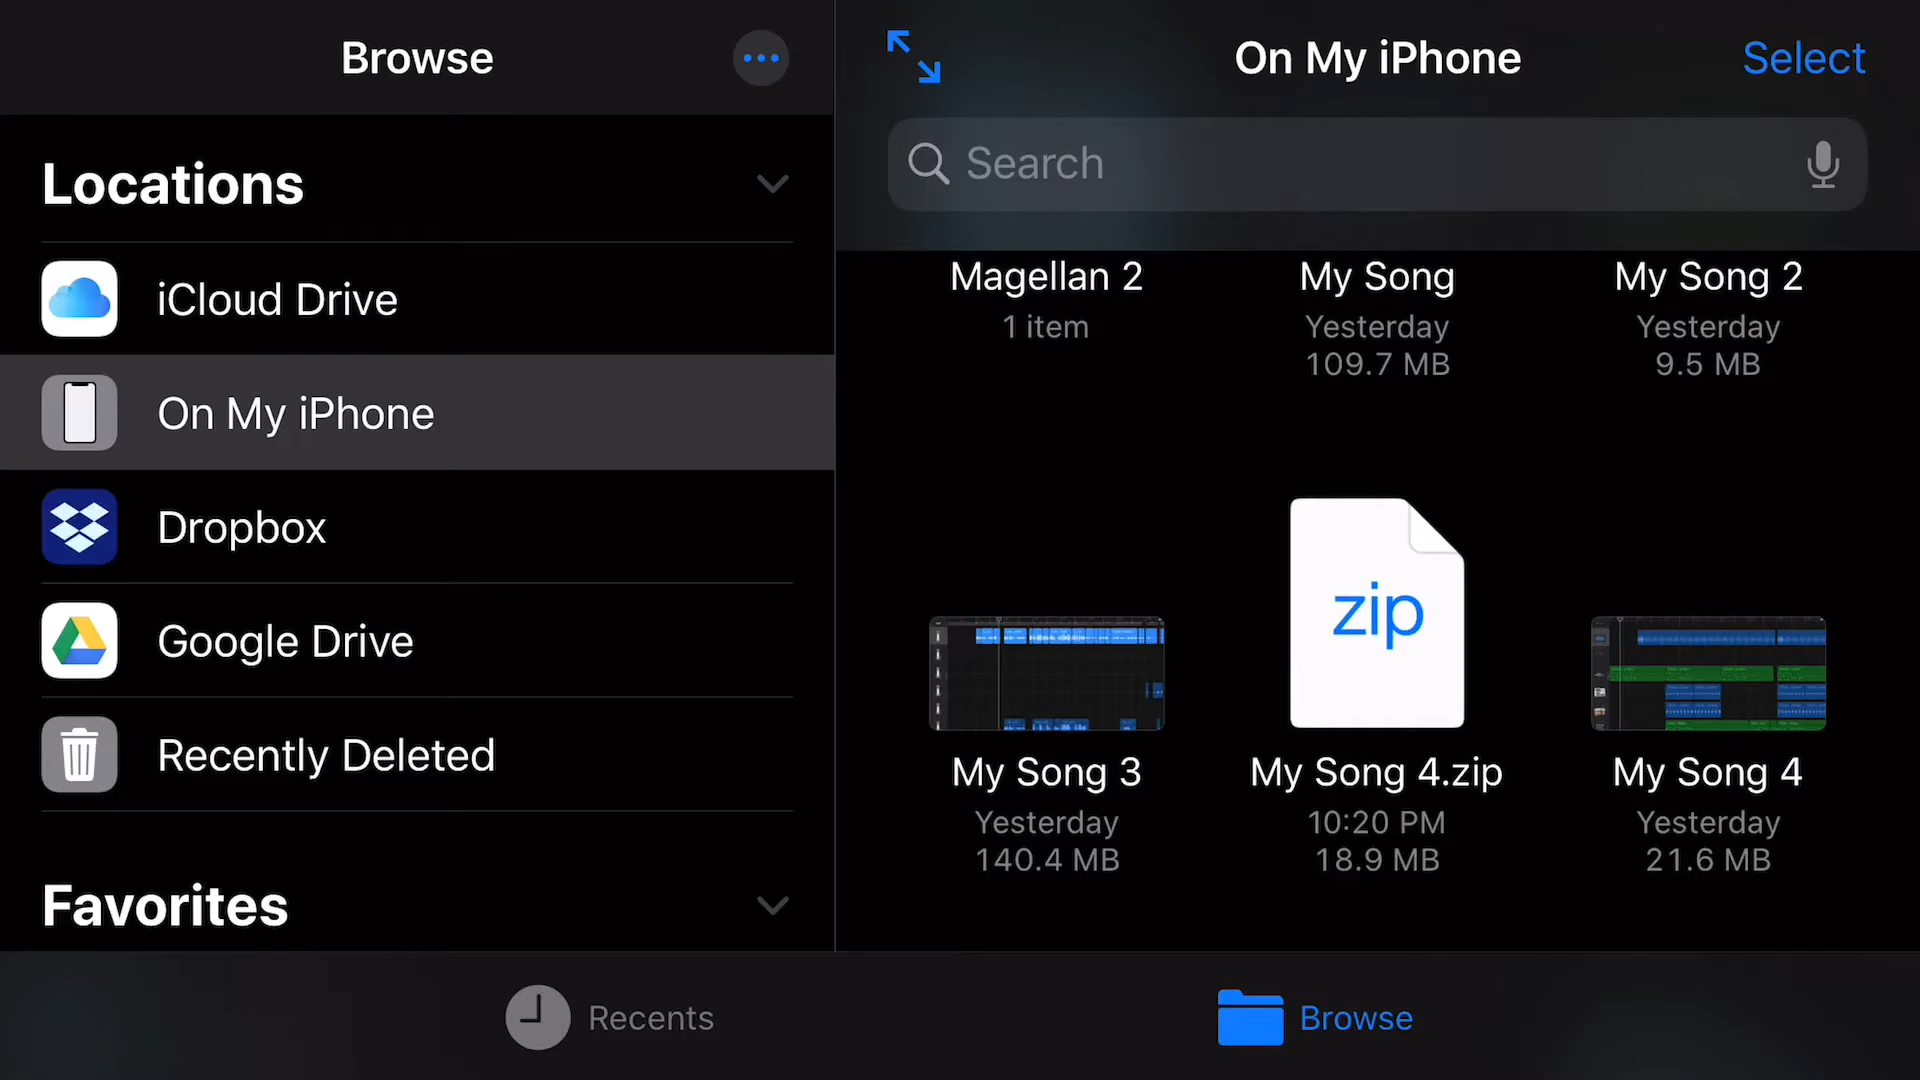 Browse
Locations
iCloud Drive
On My iPhone
Dropbox
Google Drive
Recently Deleted
Favorites
On My iPhone
Select
Search
Magellan 2
1 item
My Song
Yesterday
109.7 MB
My Song 2
Yesterday
9.5 MB
My Song 3
Yesterday
140.4 MB
zip
My Song 4.zip
10:20 PM
18.9 MB
My Song 4
Yesterday
21.6 MB
Recents
Browse